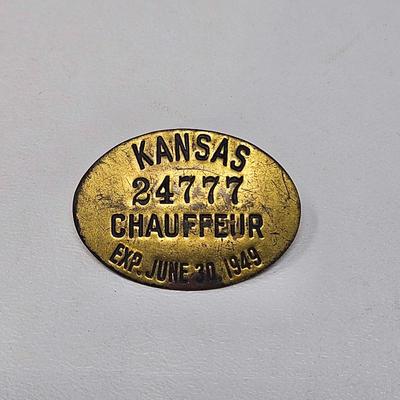 KANSAS
24777
CHAUFFEUR
EXP. JUNE 30, 1949